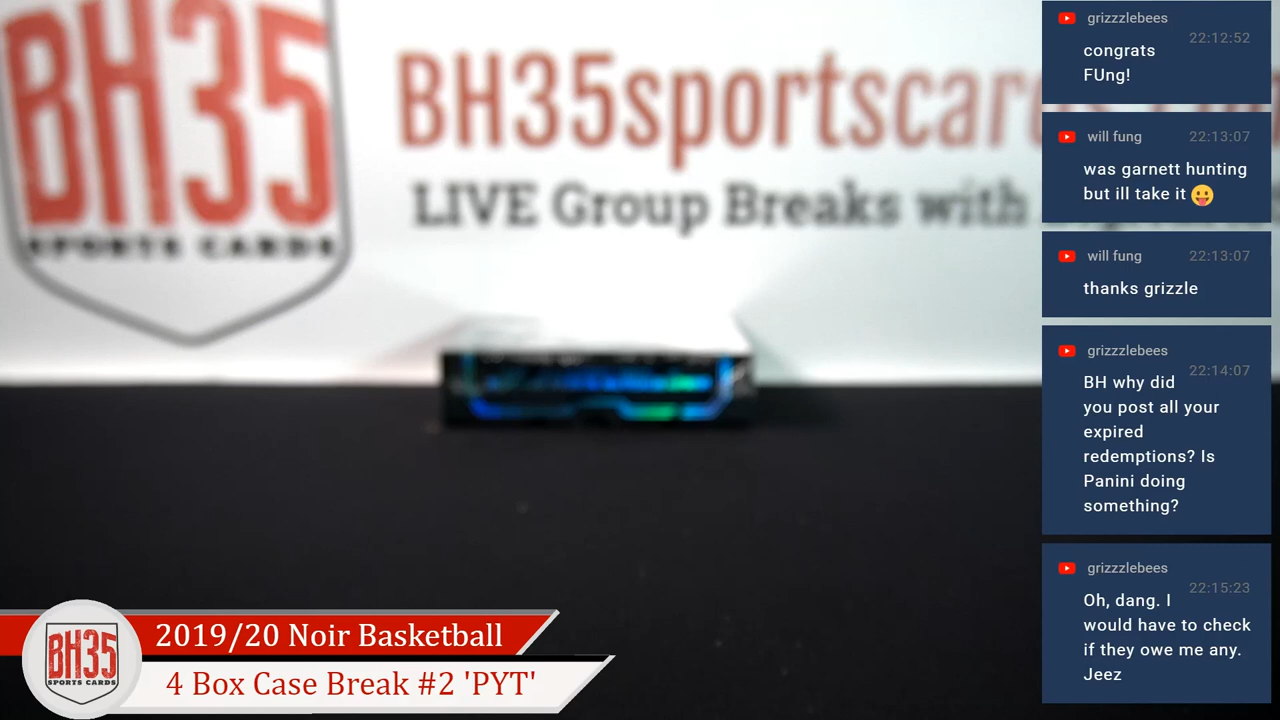 BH35
SPORTS CARDS
BH35sportscards.com
LIVE Group Breaks with
grizzzlebees
22:12:52
congrats
FUng!
will fung 22:13:07
was garnett hunting
but ill take it 😛
will fung 22:13:07
thanks grizzle
grizzzlebees
22:14:07
BH why did
you post all your
expired
redemptions? Is
Panini doing
something?
grizzzlebees
22:15:23
Oh, dang. I
would have to check
if they owe me any.
Jeez
BH35
SPORTS CARDS
2019/20 Noir Basketball
4 Box Case Break #2 'PYT'